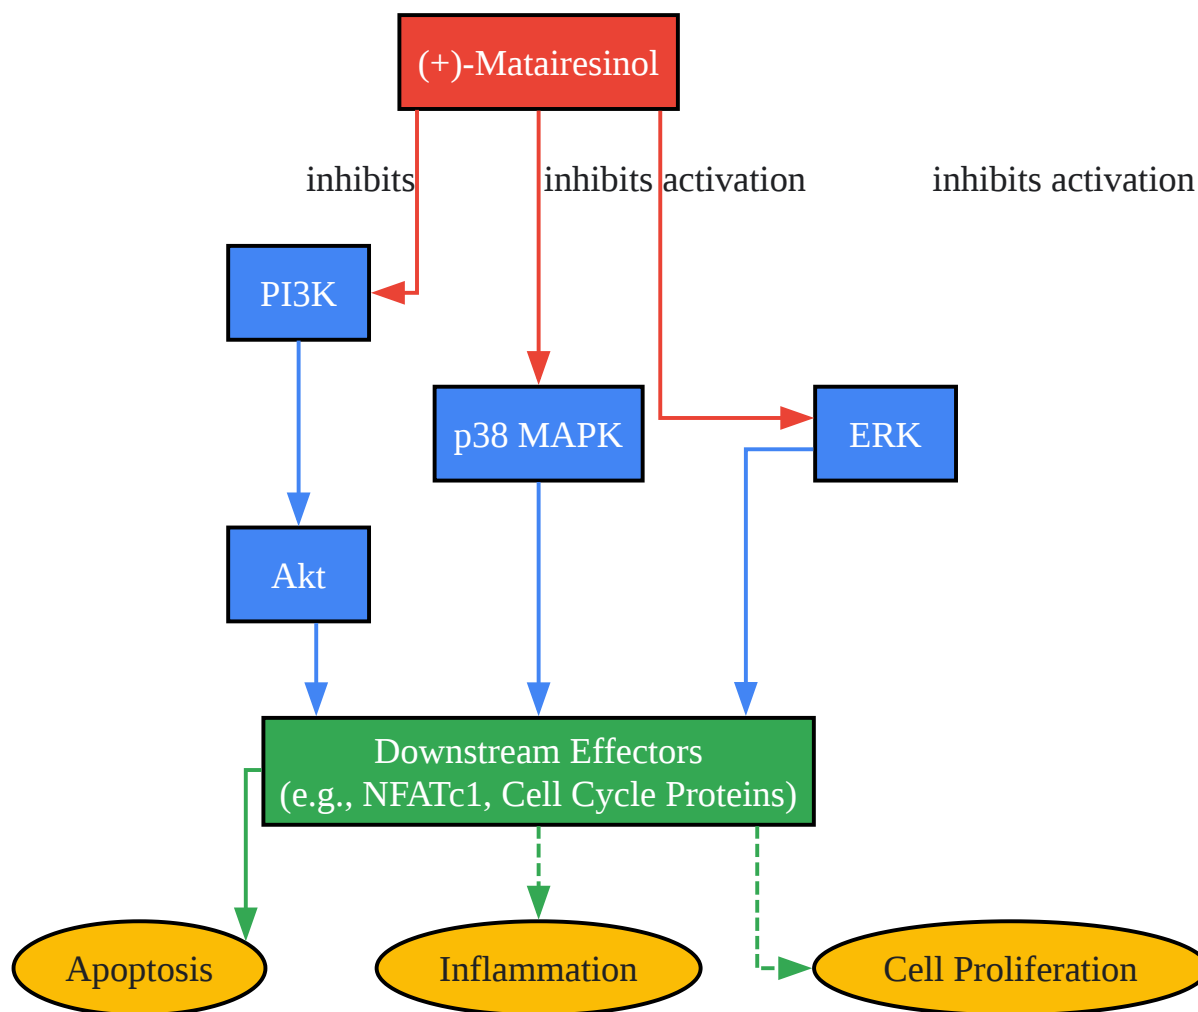 (+)-Matairesinol
inhibits
inhibits activation
inhibits activation
PI3K
p38 MAPK
ERK
Akt
Downstream Effectors
(e.g., NFATc1, Cell Cycle Proteins)
Apoptosis
Inflammation
Cell Proliferation